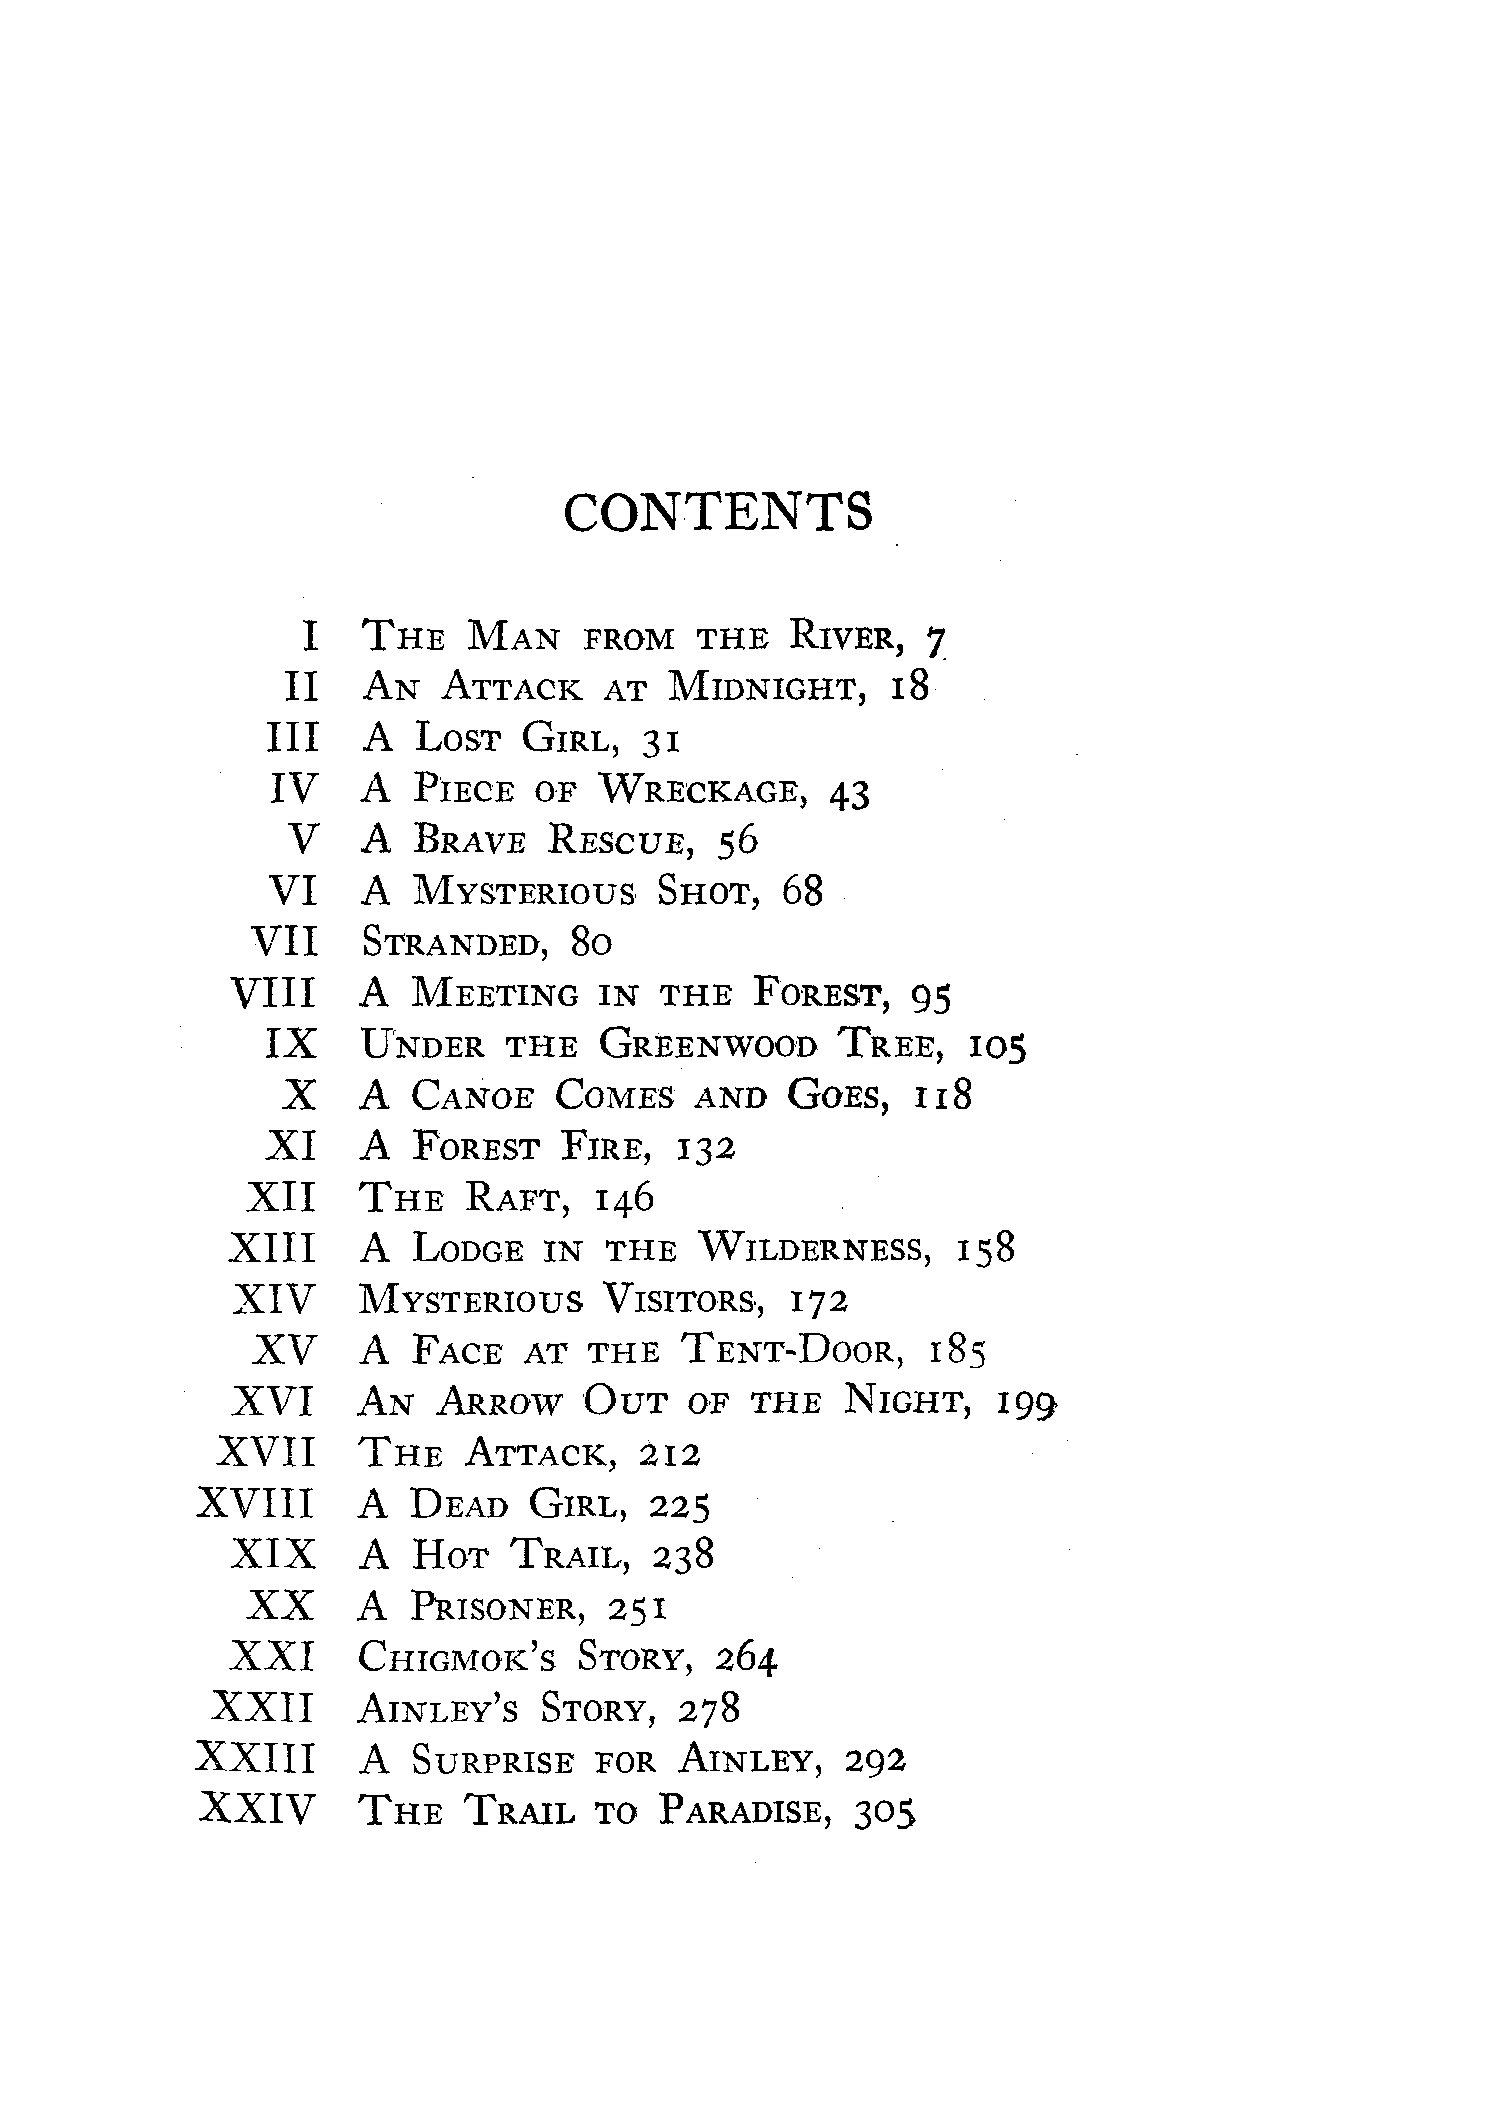 CONTENTS
I The Man from the River, 7
II An Attack at Midnight, 18
III A Lost Girl, 31
IV A Piece of Wreckage, 43
V A Brave Rescue, 56
VI A Mysterious Shot, 68
VII Stranded, 80
VIII A Meeting in the Forest, 95
IX Under the Greenwood Tree, 105
X A Canoe Comes and Goes, 118
XI A Forest Fire, 132
XII The Raft, 146
XIII A Lodge in the Wilderness, 158
XIV Mysterious Visitors, 172
XV A Face at the Tent-Door, 185
XVI An Arrow Out of the Night, 199
XVII The Attack, 212
XVIII A Dead Girl, 225
XIX A Hot Trail, 238
XX A Prisoner, 251
XXI Chigmok's Story, 264
XXII Ainley's Story, 278
XXIII A Surprise for Ainley, 292
XXIV The Trail to Paradise, 305